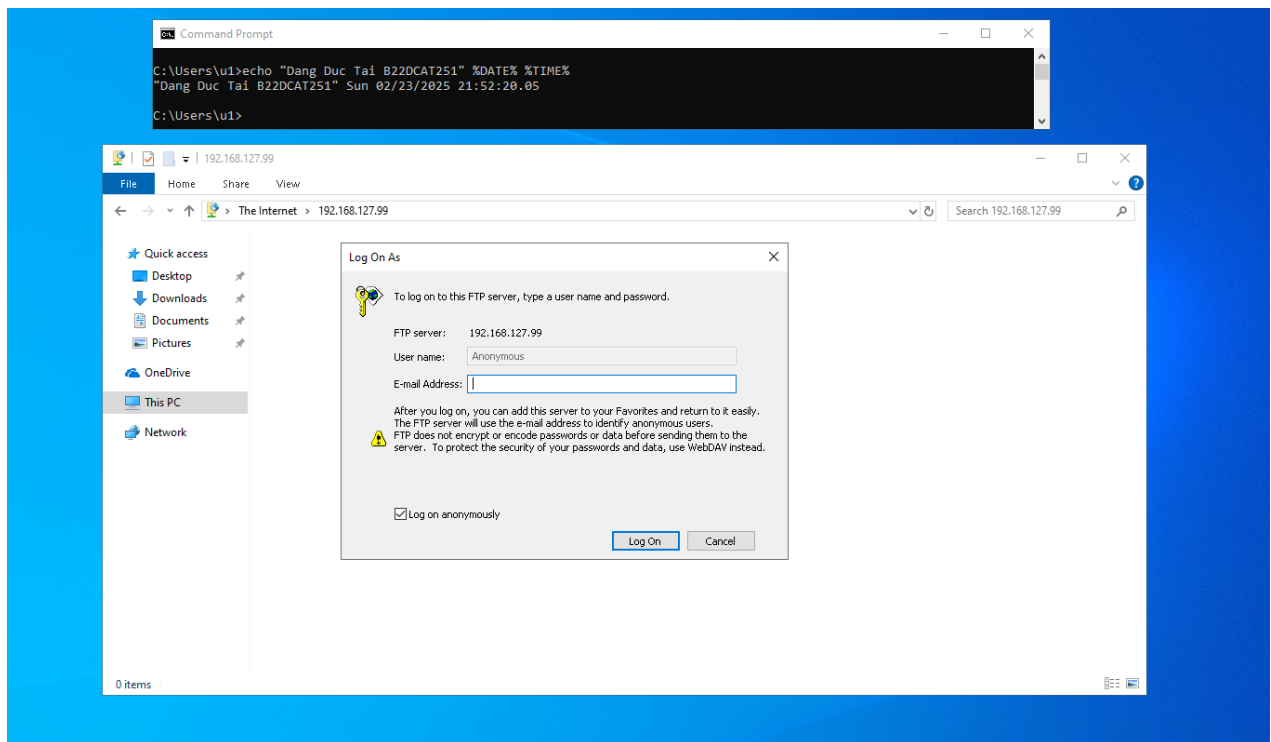 Command Prompt
C:\Users\u1>echo "Dang Duc Tai B22DCAT251" %DATE% %TIME%
"Dang Duc Tai B22DCAT251" Sun 02/23/2025 21:52:20.05
C:\Users\u1>
192.168.127.99
File Home Share View
The Internet > 192.168.127.99
Search 192.168.127.99
Quick access
Desktop
Downloads
Documents
Pictures
OneDrive
This PC
Network
Log On As
To log on to this FTP server, type a user name and password.
FTP server: 192.168.127.99
User name: Anonymous
E-mail Address:
After you log on, you can add this server to your Favorites and return to it easily.
The FTP server will use the e-mail address to identify anonymous users.
FTP does not encrypt or encode passwords or data before sending them to the
server. To protect the security of your passwords and data, use WebDAV instead.
Log on anonymously
Log On Cancel
0 items